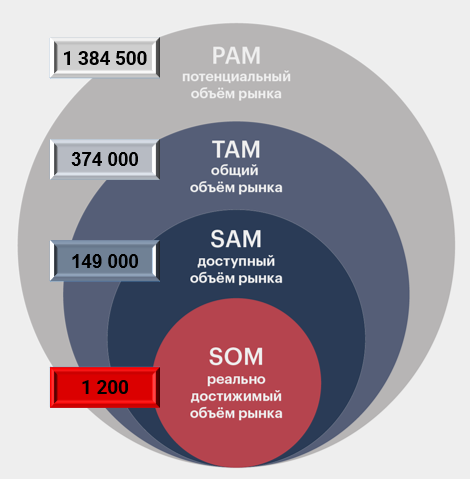 1 384 500
PAM
потенциальный
объём рынка
374 000
TAM
общий
объём рынка
149 000
SAM
доступный
объём рынка
1 200
SOM
реально
достижимый
объём рынка